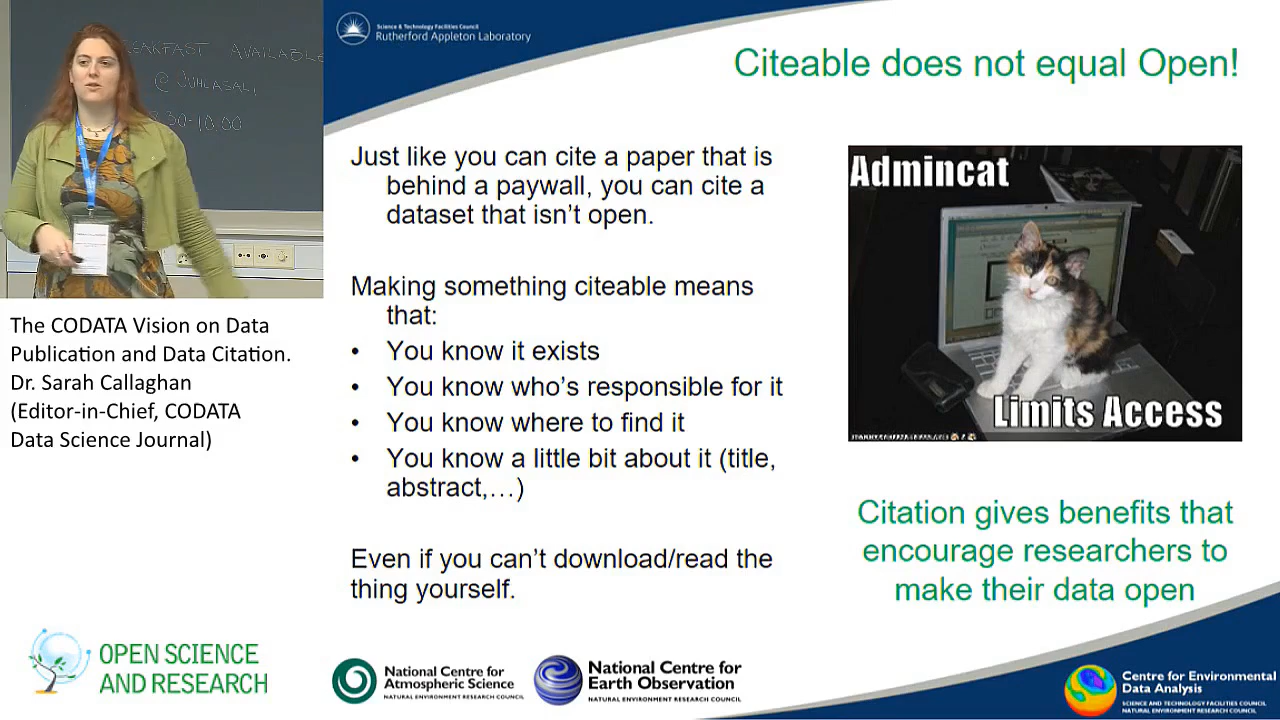 BREAKFAST AVAILABLE
@ JUHLASALI
8.30-10.00
The CODATA Vision on Data
Publication and Data Citation.
Dr. Sarah Callaghan
(Editor-in-Chief, CODATA
Data Science Journal)
OPEN SCIENCE
AND RESEARCH
Science & Technology Facilities Council
Rutherford Appleton Laboratory
Citeable does not equal Open!
Just like you can cite a paper that is
behind a paywall, you can cite a
dataset that isn't open.
Making something citeable means
that:
• You know it exists
• You know who's responsible for it
• You know where to find it
• You know a little bit about it (title,
abstract,…)
Even if you can't download/read the
thing yourself.
Admincat
Limits Access
Citation gives benefits that
encourage researchers to
make their data open
National Centre for
Atmospheric Science
NATURAL ENVIRONMENT RESEARCH COUNCIL
National Centre for
Earth Observation
NATURAL ENVIRONMENT RESEARCH COUNCIL
Centre for Environmental
Data Analysis
SCIENCE AND TECHNOLOGY FACILITIES COUNCIL
NATURAL ENVIRONMENT RESEARCH COUNCIL